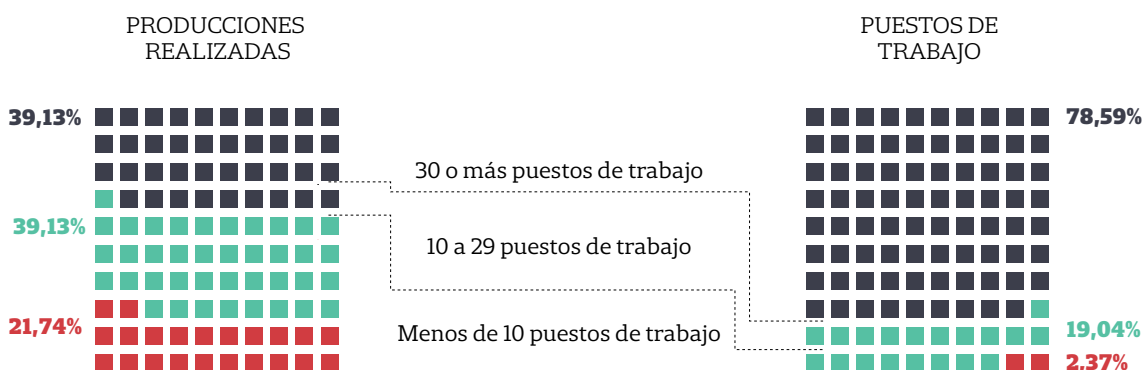 PRODUCCIONES
REALIZADAS
PUESTOS DE
TRABAJO
39,13%
78,59%
30 o más puestos de trabajo
39,13%
10 a 29 puestos de trabajo
21,74%
Menos de 10 puestos de trabajo
19,04%
2,37%